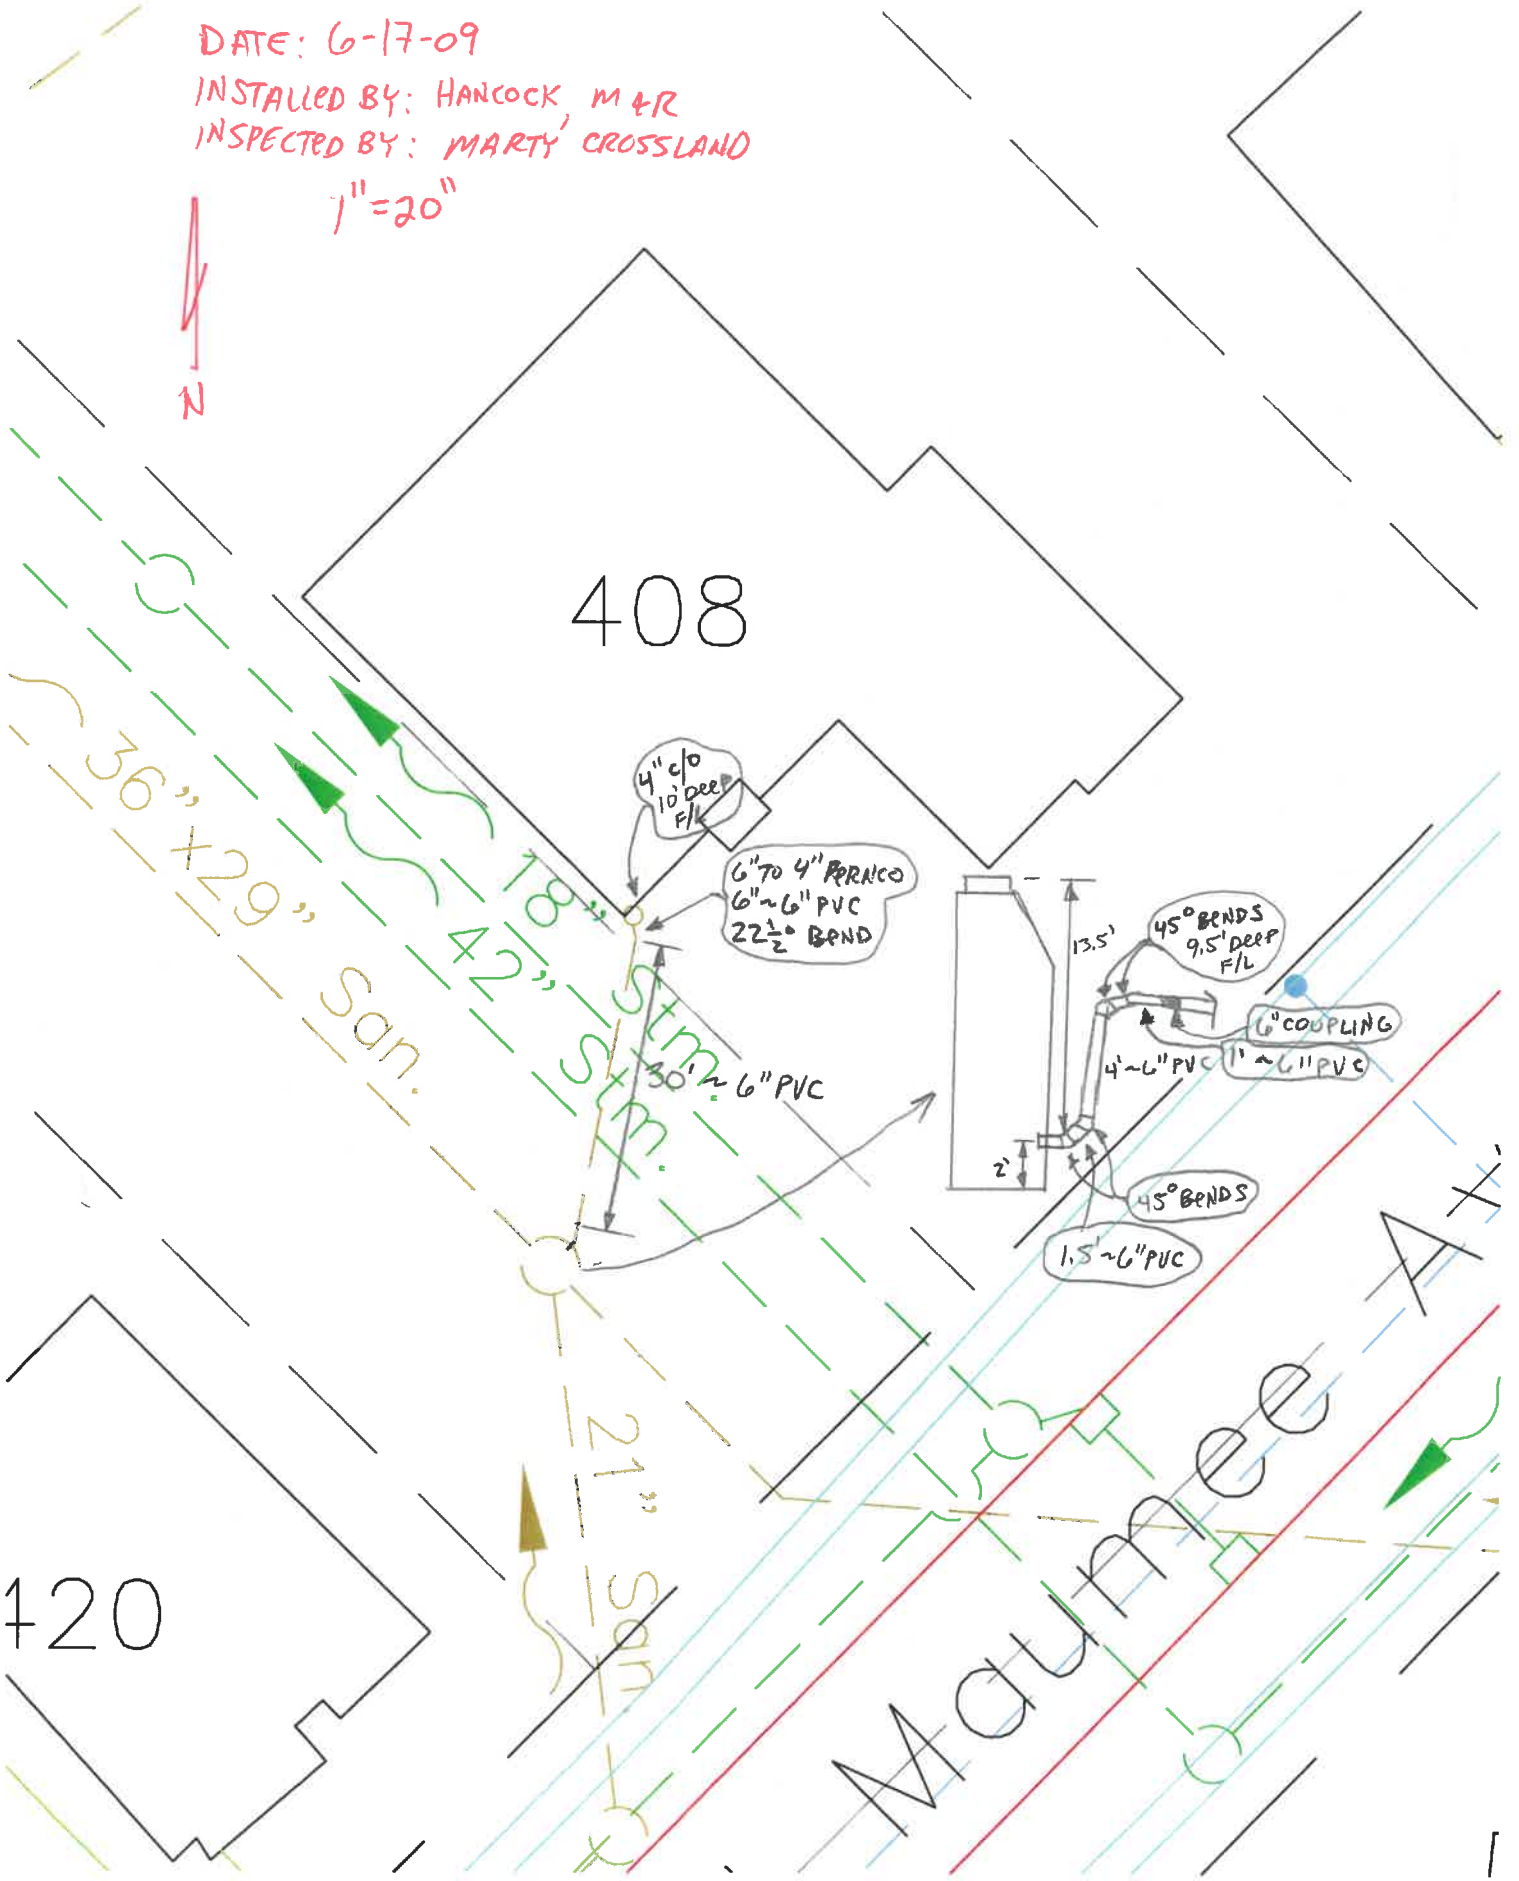 DATE: 6-17-09
INSTALLED BY: HANCOCK, M&R
INSPECTED BY: MARTY CROSSLAND
1"=20"
N
408
36”x29” San.
18” Stm.
42” Stm.
4" C/O
10' DEEP
F/L
6" TO 4" FERNCO
6"~6" PVC
22½° BEND
30'~6" PVC
13.5'
45° BENDS
9.5' DEEP
F/L
6" COUPLING
4'~6" PVC
1'~6" PVC
2'
45° BENDS
1.5'~6" PVC
21” San
420
Maumee